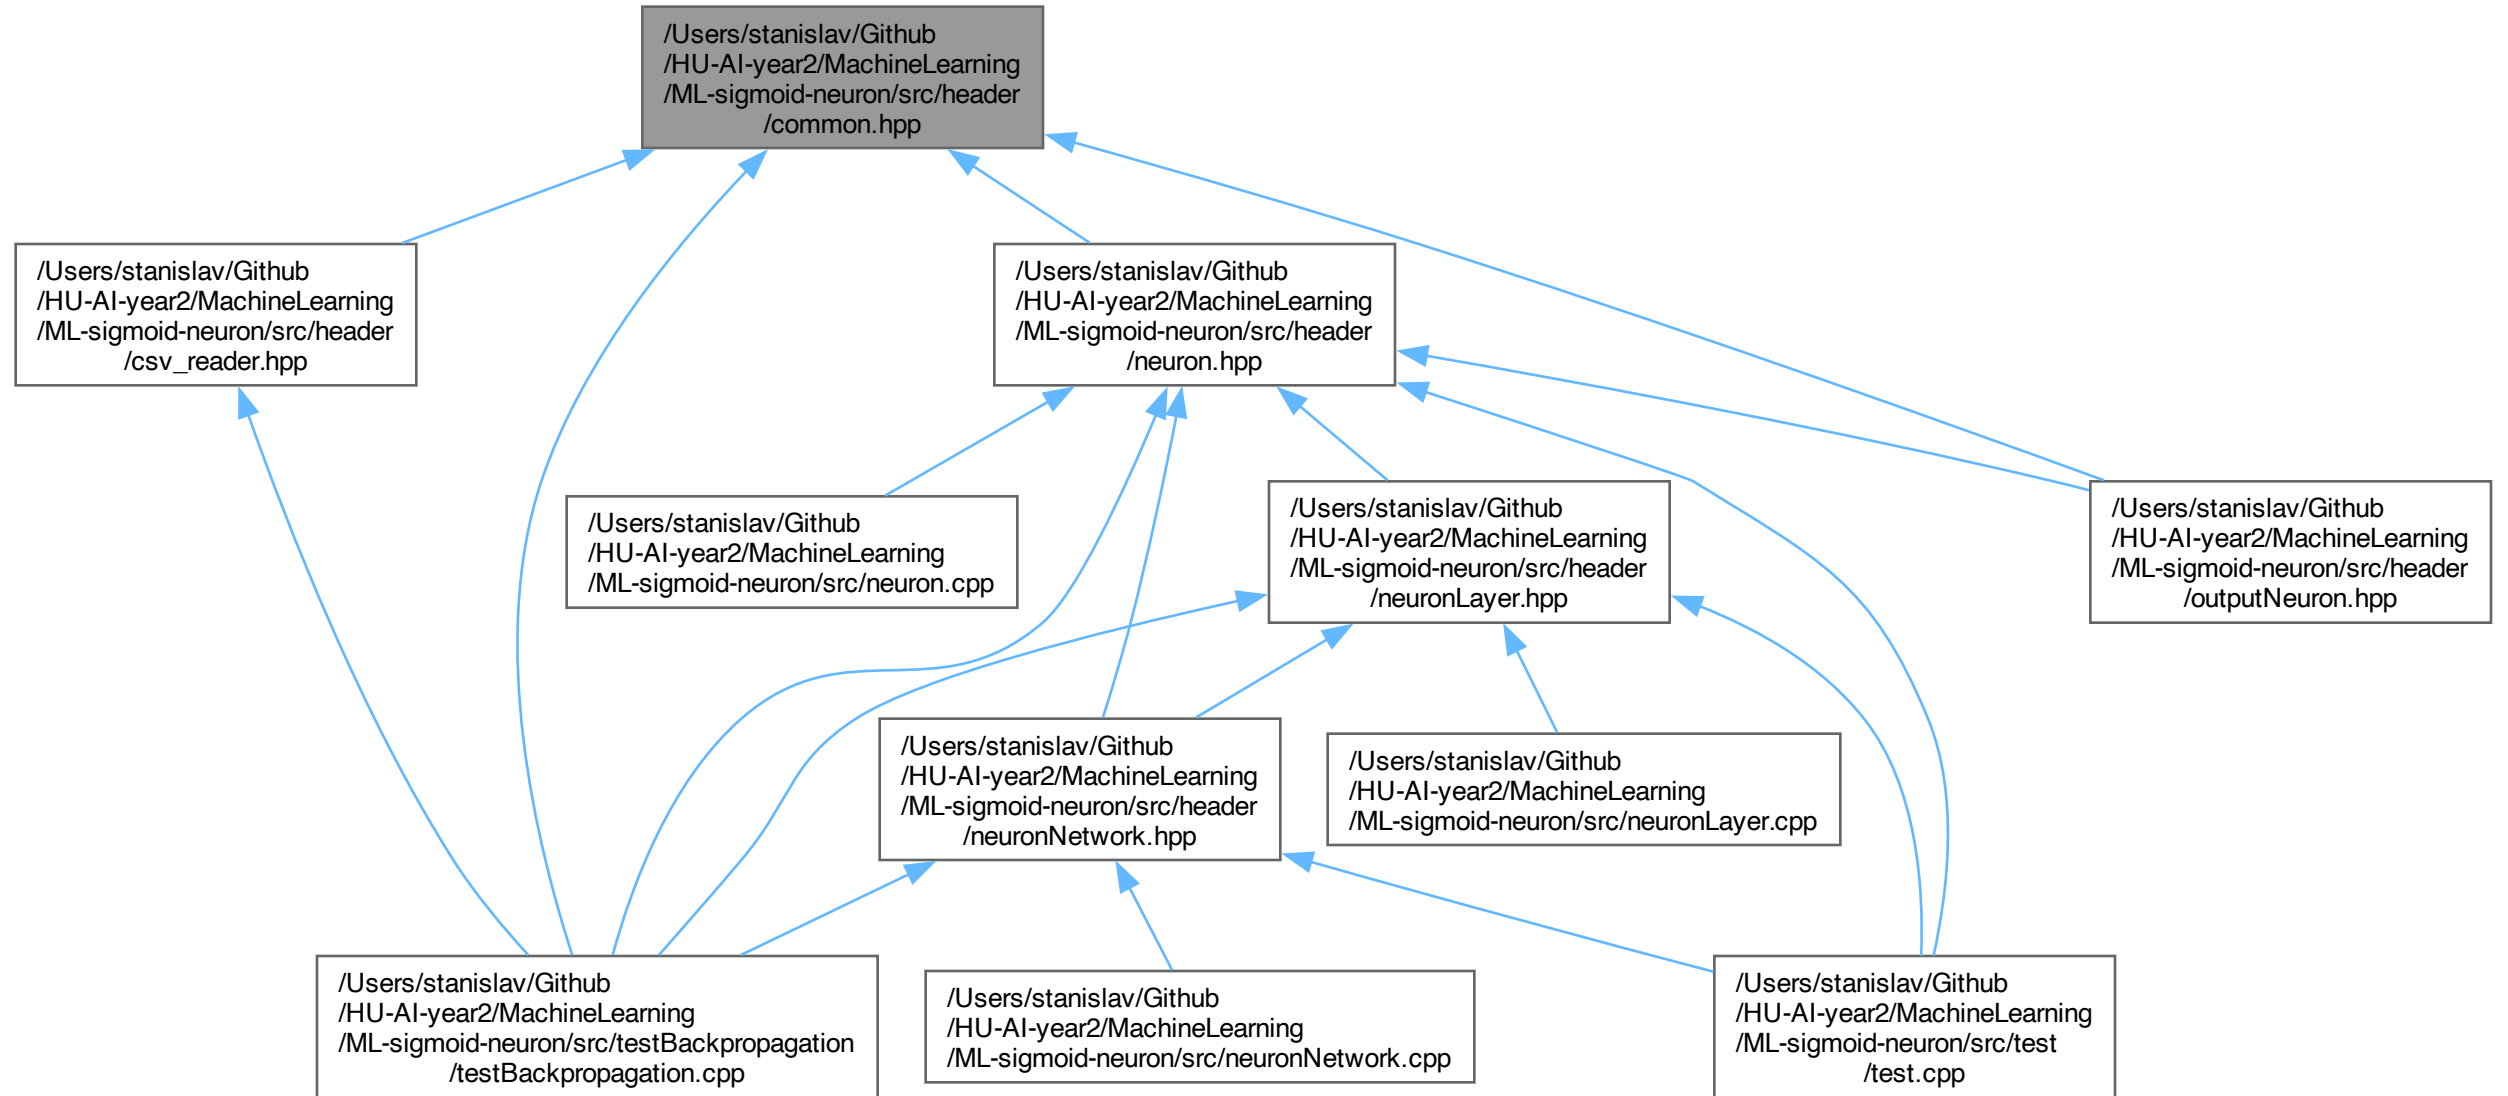 /Users/stanislav/Github
/HU-AI-year2/MachineLearning
/ML-sigmoid-neuron/src/header
/common.hpp
/Users/stanislav/Github
/HU-AI-year2/MachineLearning
/ML-sigmoid-neuron/src/header
/csv_reader.hpp
/Users/stanislav/Github
/HU-AI-year2/MachineLearning
/ML-sigmoid-neuron/src/header
/neuron.hpp
/Users/stanislav/Github
/HU-AI-year2/MachineLearning
/ML-sigmoid-neuron/src/neuron.cpp
/Users/stanislav/Github
/HU-AI-year2/MachineLearning
/ML-sigmoid-neuron/src/header
/neuronLayer.hpp
/Users/stanislav/Github
/HU-AI-year2/MachineLearning
/ML-sigmoid-neuron/src/header
/outputNeuron.hpp
/Users/stanislav/Github
/HU-AI-year2/MachineLearning
/ML-sigmoid-neuron/src/header
/neuronNetwork.hpp
/Users/stanislav/Github
/HU-AI-year2/MachineLearning
/ML-sigmoid-neuron/src/neuronLayer.cpp
/Users/stanislav/Github
/HU-AI-year2/MachineLearning
/ML-sigmoid-neuron/src/testBackpropagation
/testBackpropagation.cpp
/Users/stanislav/Github
/HU-AI-year2/MachineLearning
/ML-sigmoid-neuron/src/neuronNetwork.cpp
/Users/stanislav/Github
/HU-AI-year2/MachineLearning
/ML-sigmoid-neuron/src/test
/test.cpp